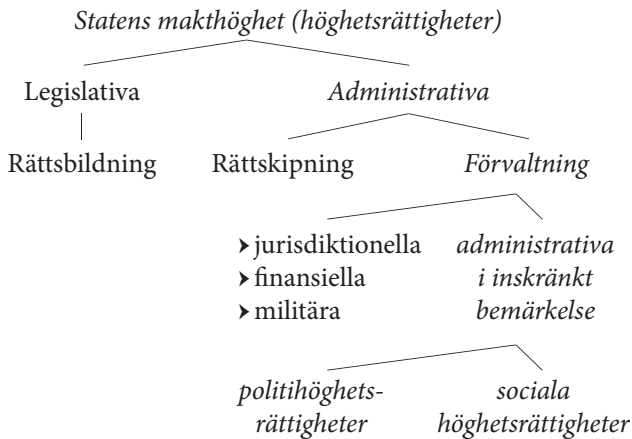 Statens makthöghet (höghetsrättigheter)
Legislativa Administrativa
Rättsbildning Rättskipning Förvaltning
➤ jurisdiktionella administrativa
➤ finansiella i inskränkt
➤ militära bemärkelse
politihöghets- sociala
rättigheter höghetsrättigheter